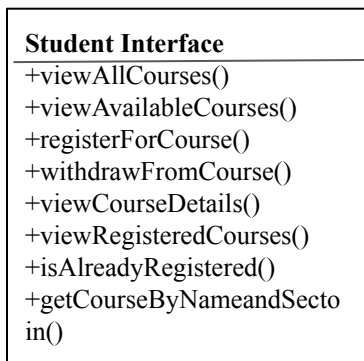 Student Interface
+viewAllCourses()
+viewAvailableCourses()
+registerForCourse()
+withdrawFromCourse()
+viewCourseDetails()
+viewRegisteredCourses()
+isAlreadyRegistered()
+getCourseByNameandSecto
in()